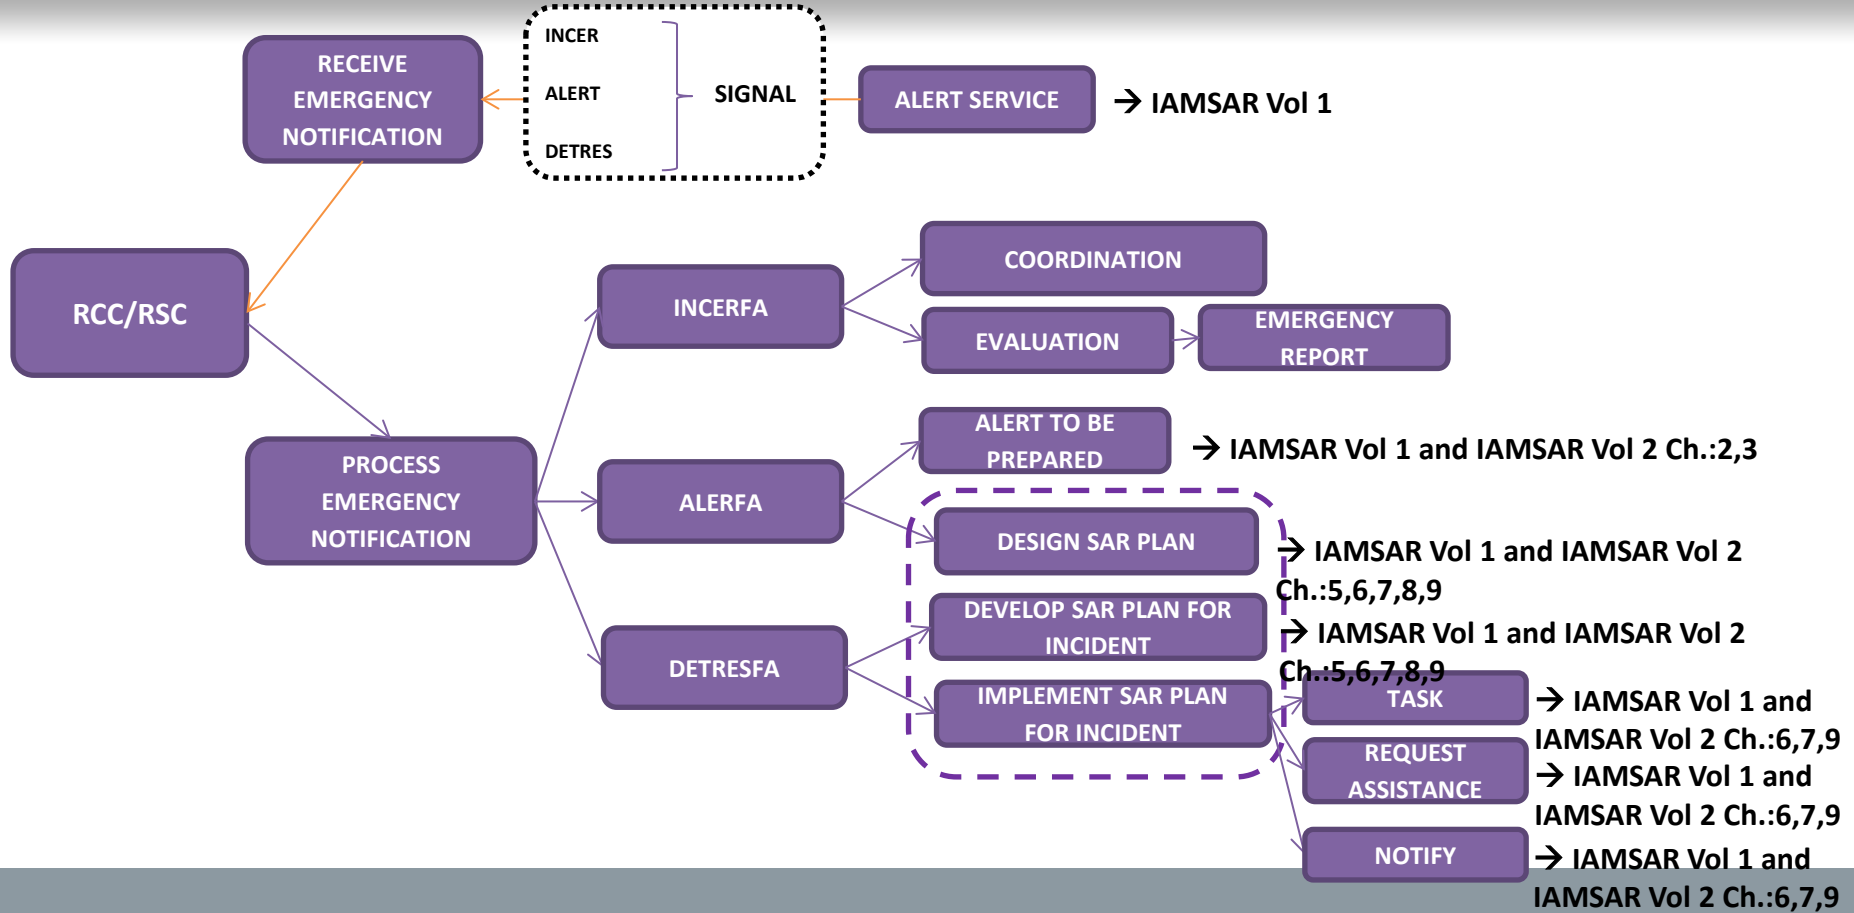 INCER
ALERT
DETRES
SIGNAL
RECEIVE
EMERGENCY
NOTIFICATION
ALERT SERVICE
→ IAMSAR Vol 1
RCC/RSC
PROCESS
EMERGENCY
NOTIFICATION
INCERFA
COORDINATION
EVALUATION
EMERGENCY
REPORT
ALERFA
ALERT TO BE
PREPARED
→ IAMSAR Vol 1 and IAMSAR Vol 2 Ch.:2,3
DESIGN SAR PLAN
→ IAMSAR Vol 1 and IAMSAR Vol 2
Ch.:5,6,7,8,9
DETRESFA
DEVELOP SAR PLAN FOR
INCIDENT
→ IAMSAR Vol 1 and IAMSAR Vol 2
Ch.:5,6,7,8,9
IMPLEMENT SAR PLAN
FOR INCIDENT
TASK
→ IAMSAR Vol 1 and
IAMSAR Vol 2 Ch.:6,7,9
REQUEST
ASSISTANCE
→ IAMSAR Vol 1 and
IAMSAR Vol 2 Ch.:6,7,9
NOTIFY
→ IAMSAR Vol 1 and
IAMSAR Vol 2 Ch.:6,7,9